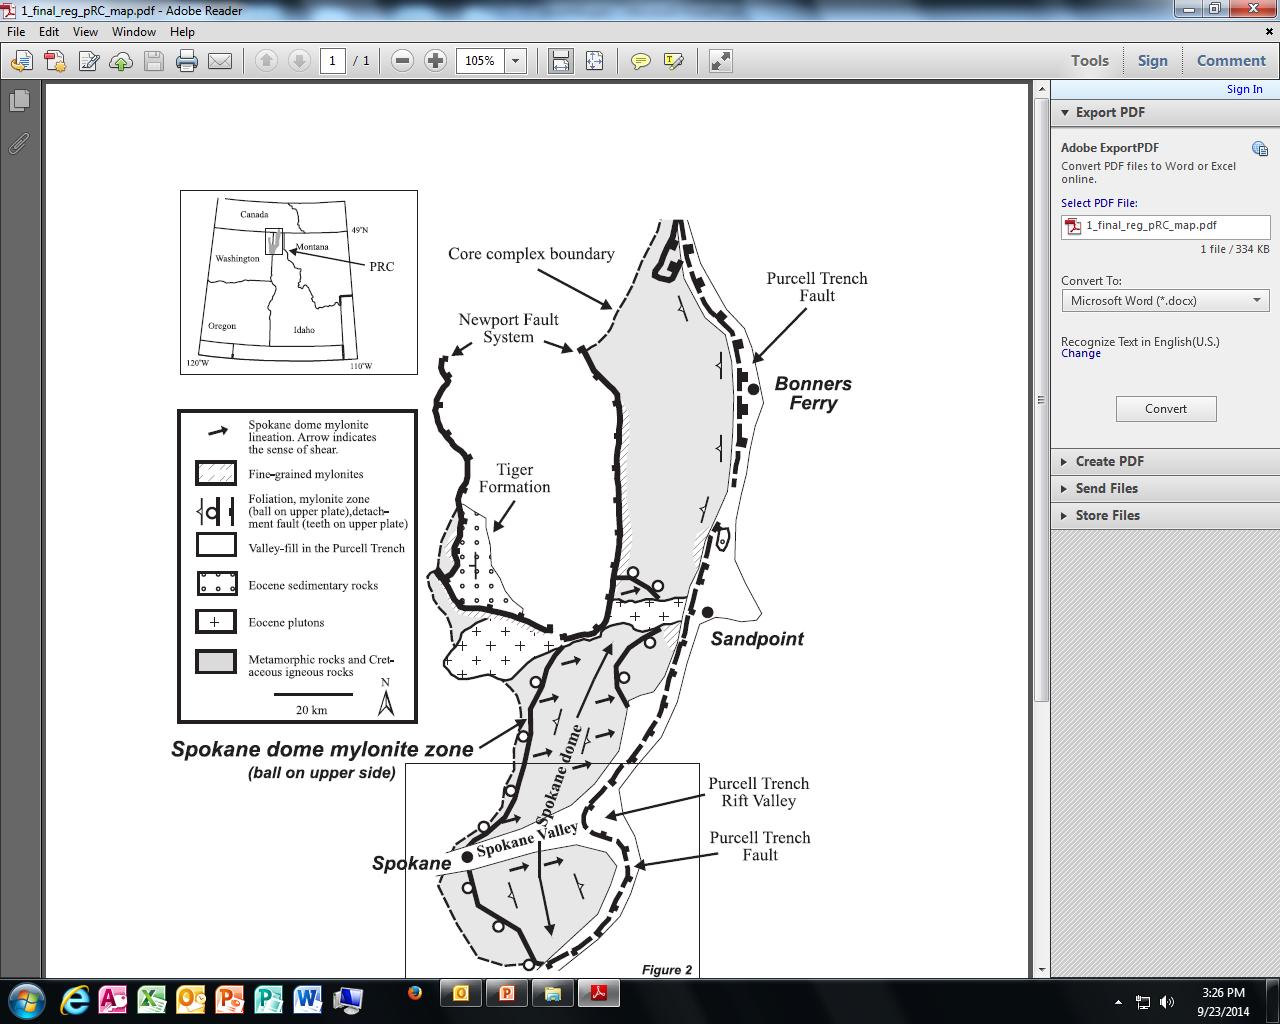 1_final_reg_pRC_map.pdf - Adobe Reader
File Edit View Window Help
1 / 1 105% Tools Sign Comment
Sign In
Export PDF
Adobe ExportPDF
Convert PDF files to Word or Excel
online.
Select PDF File:
1_final_reg_pRC_map.pdf
1 file / 334 KB
Convert To:
Microsoft Word (*.docx)
Recognize Text in English(U.S.)
Change
Convert
Create PDF
Send Files
Store Files
Canada
49°N
Montana
Washington
PRC
Oregon
Idaho
120°W
110°W
Spokane dome mylonite
lineation. Arrow indicates
the sense of shear.
Fine-grained mylonites
Foliation, mylonite zone
(ball on upper plate),detach-
ment fault (teeth on upper plate)
Valley-fill in the Purcell Trench
Eocene sedimentary rocks
Eocene plutons
Metamorphic rocks and Cret-
aceous igneous rocks
N
20 km
Core complex boundary
Purcell Trench
Fault
Newport Fault
System
Bonners
Ferry
Tiger
Formation
Sandpoint
Spokane dome mylonite zone
(ball on upper side)
Spokane dome
Purcell Trench
Rift Valley
Spokane Valley
Purcell Trench
Fault
Spokane
Figure 2
3:26 PM
9/23/2014